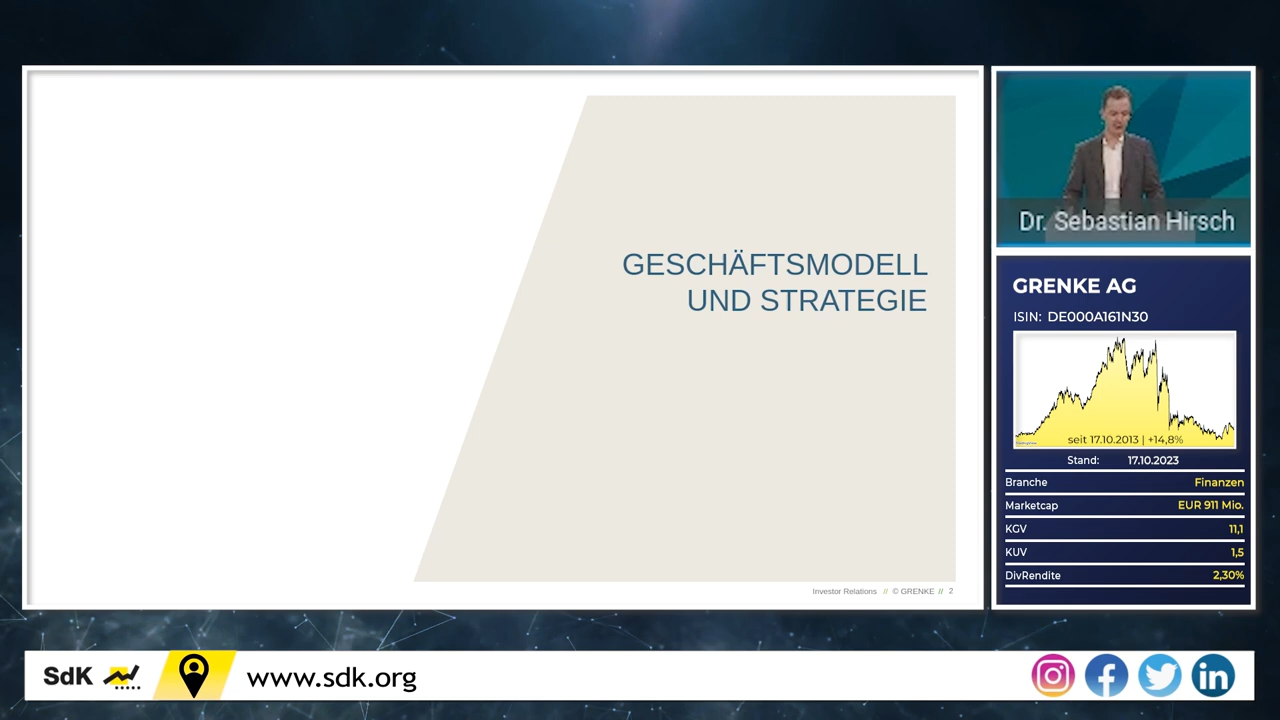 GESCHÄFTSMODELL
UND STRATEGIE
Investor Relations // © GRENKE // 2
Dr. Sebastian Hirsch
GRENKE AG
ISIN: DE000A161N30
seit 17.10.2013 | +14,8%
Stand: 17.10.2023
Branche Finanzen
Marketcap EUR 911 Mio.
KGV 11,1
KUV 1,5
DivRendite 2,30%
SdK
www.sdk.org